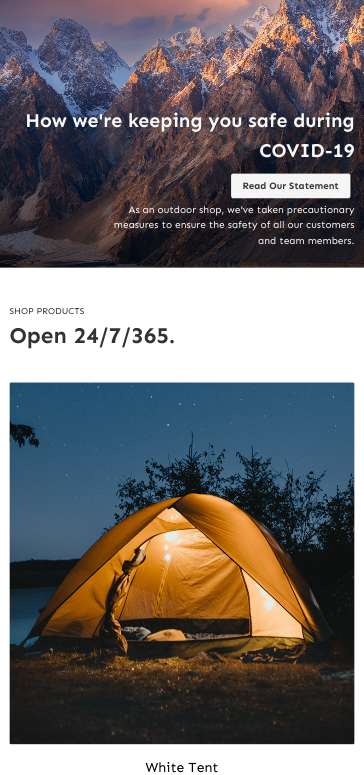 How we're keeping you safe during
COVID-19
Read Our Statement
As an outdoor shop, we've taken precautionary
measures to ensure the safety of all our customers
and team members.
SHOP PRODUCTS
Open 24/7/365.
White Tent